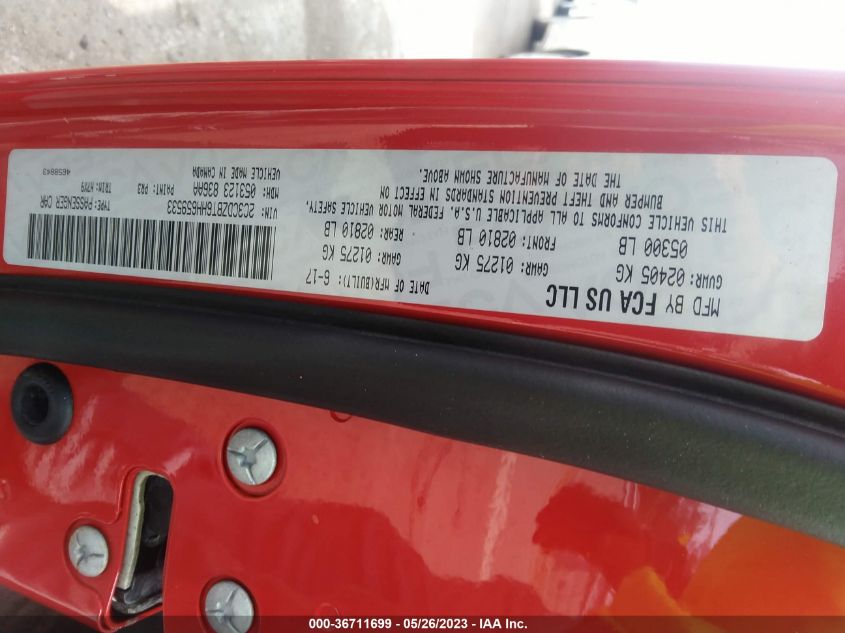 MFD BY FCA US LLC
DATE OF MFR(BUILT): 6-17
GVWR: 02405 KG
05300 LB
GAWR: 01275 KG
FRONT: 02810 LB
GAWR: 01275 KG
REAR: 02810 LB
THIS VEHICLE CONFORMS TO ALL APPLICABLE U.S.A. FEDERAL MOTOR VEHICLE SAFETY,
BUMPER AND THEFT PREVENTION STANDARDS IN EFFECT ON
THE DATE OF MANUFACTURE SHOWN ABOVE.
VIN: 2C3CDZBT6HH659533
TYPE: PASSENGER CAR
MDH: 053123 836AA
PAINT: PR3
TRIM: H7X9
VEHICLE MADE IN CANADA
4658843
000-36711699 - 05/26/2023 - IAA Inc.